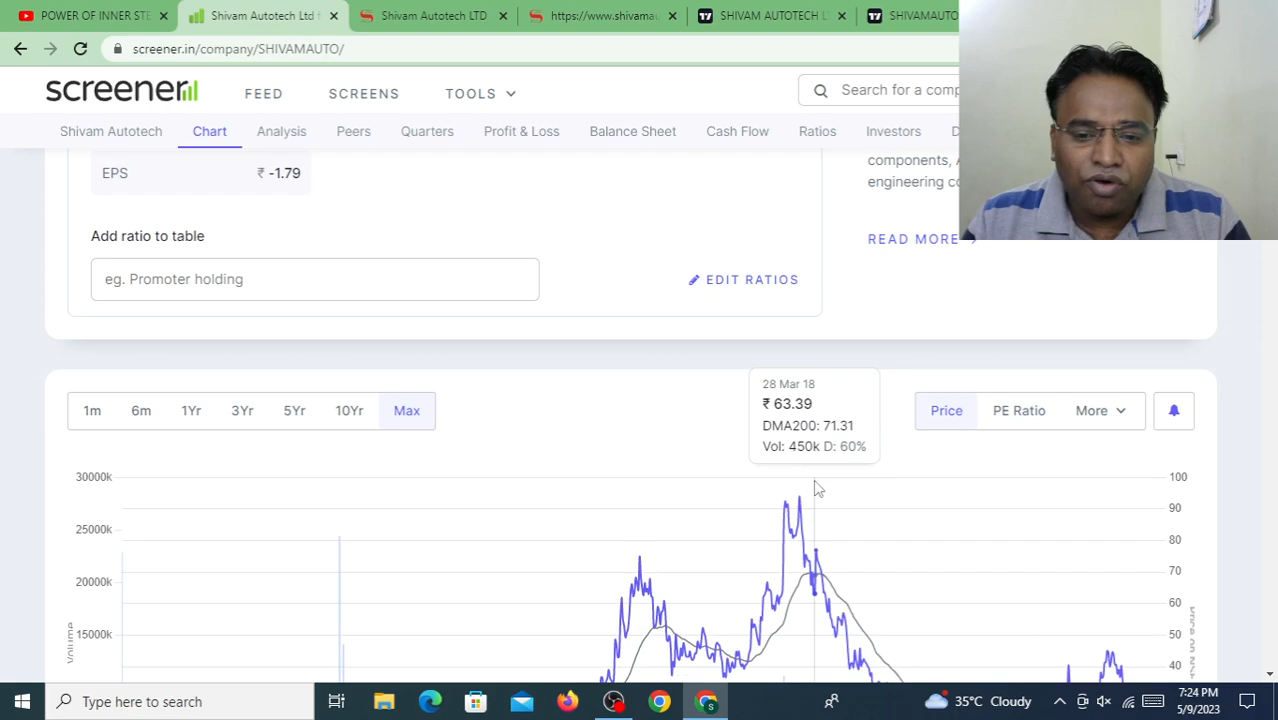 POWER OF INNER STE
Shivam Autotech Ltd f
Shivam Autotech LTD
https://www.shivamau
SHIVAM AUTOTECH LT
SHIVAMAUTO
screener.in/company/SHIVAMAUTO/
screener
FEED
SCREENS
TOOLS
Search for a comp
Shivam Autotech
Chart
Analysis
Peers
Quarters
Profit & Loss
Balance Sheet
Cash Flow
Ratios
Investors
D
EPS
₹ -1.79
components, A
engineering co
READ MORE
Add ratio to table
eg. Promoter holding
EDIT RATIOS
1m
6m
1Yr
3Yr
5Yr
10Yr
Max
28 Mar 18
₹ 63.39
DMA200: 71.31
Vol: 450k D: 60%
Price
PE Ratio
More
30000k
25000k
20000k
15000k
Volume
100
90
80
70
60
50
40
Type here to search
35°C Cloudy
7:24 PM
5/9/2023